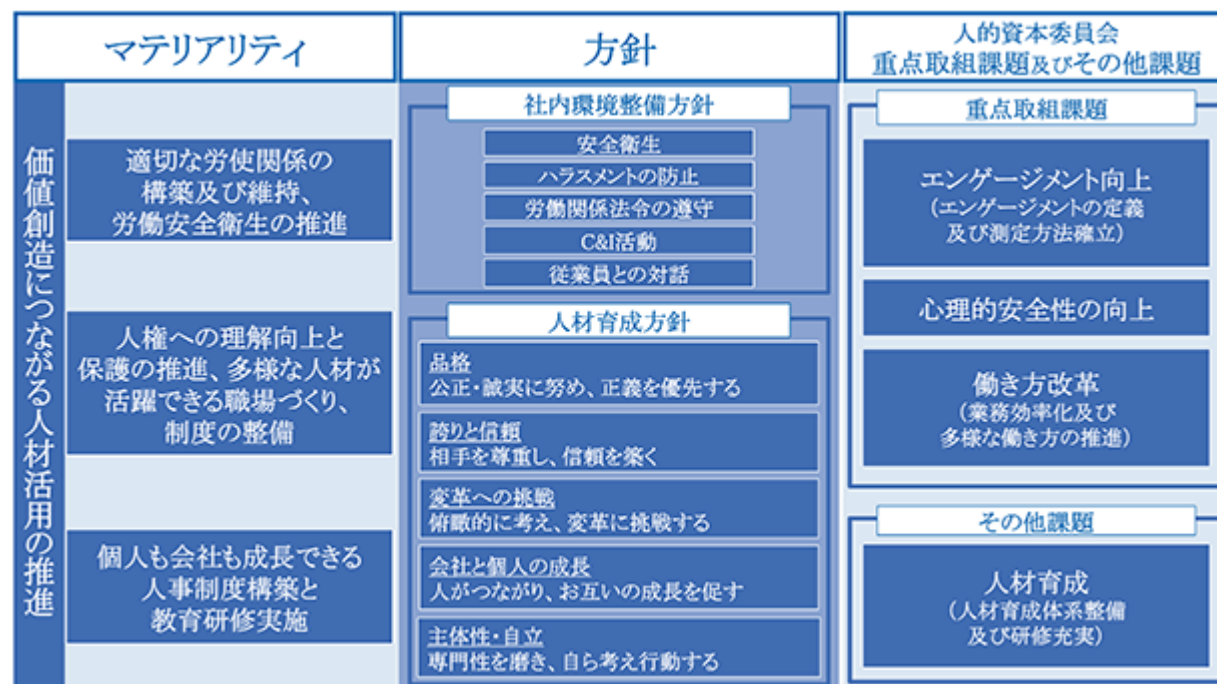 マテリアリティ
方針
人的資本委員会
重点取組課題及びその他課題
価値創造につながる人材活用の推進
適切な労使関係の
構築及び維持、
労働安全衛生の推進
人権への理解向上と
保護の推進、多様な人材が
活躍できる職場づくり、
制度の整備
個人も会社も成長できる
人事制度構築と
教育研修実施
社内環境整備方針
安全衛生
ハラスメントの防止
労働関係法令の遵守
C&I活動
従業員との対話
人材育成方針
品格
公正・誠実に努め、正義を優先する
誇りと信頼
相手を尊重し、信頼を築く
変革への挑戦
俯瞰的に考え、変革に挑戦する
会社と個人の成長
人がつながり、お互いの成長を促す
主体性・自立
専門性を磨き、自ら考え行動する
重点取組課題
エンゲージメント向上
(エンゲージメントの定義
及び測定方法確立)
心理的安全性の向上
働き方改革
(業務効率化及び
多様な働き方の推進)
その他課題
人材育成
(人材育成体系整備
及び研修充実)